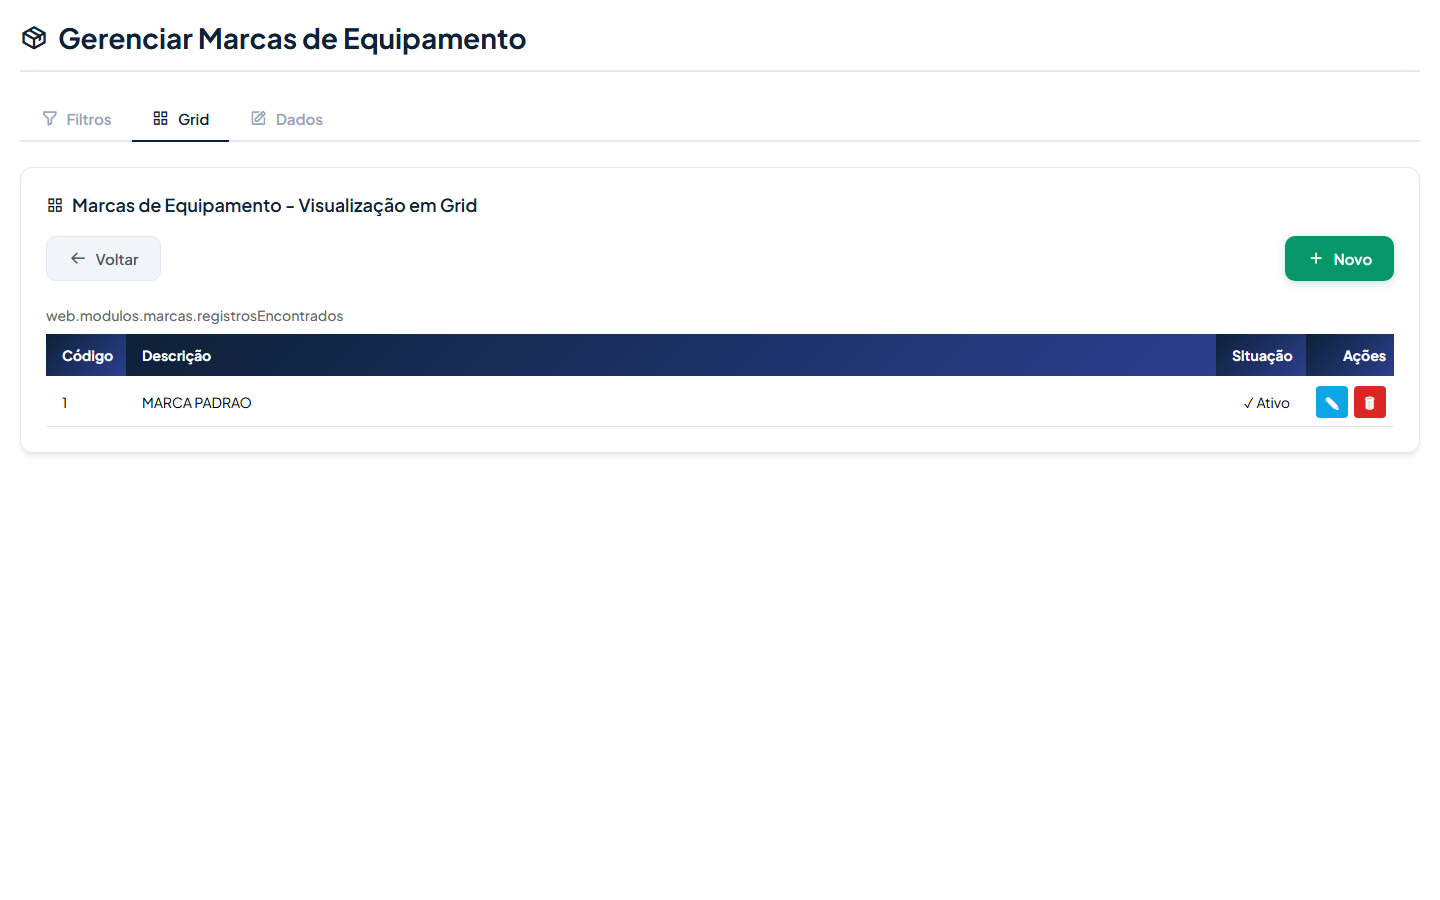 Gerenciar Marcas de Equipamento
Filtros Grid Dados
Marcas de Equipamento - Visualização em Grid
Voltar Novo
web.modulos.marcas.registrosEncontrados
Código Descrição Situação Ações
1 MARCA PADRAO ✓ Ativo